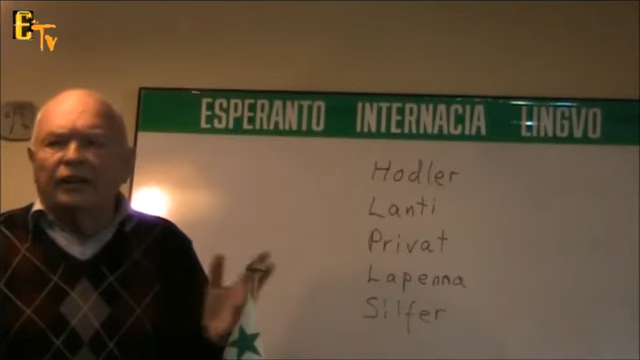 E Tv
ESPERANTO INTERNACIA LINGVO
Hodler
Lanti
Privat
Lapenna
Silfer